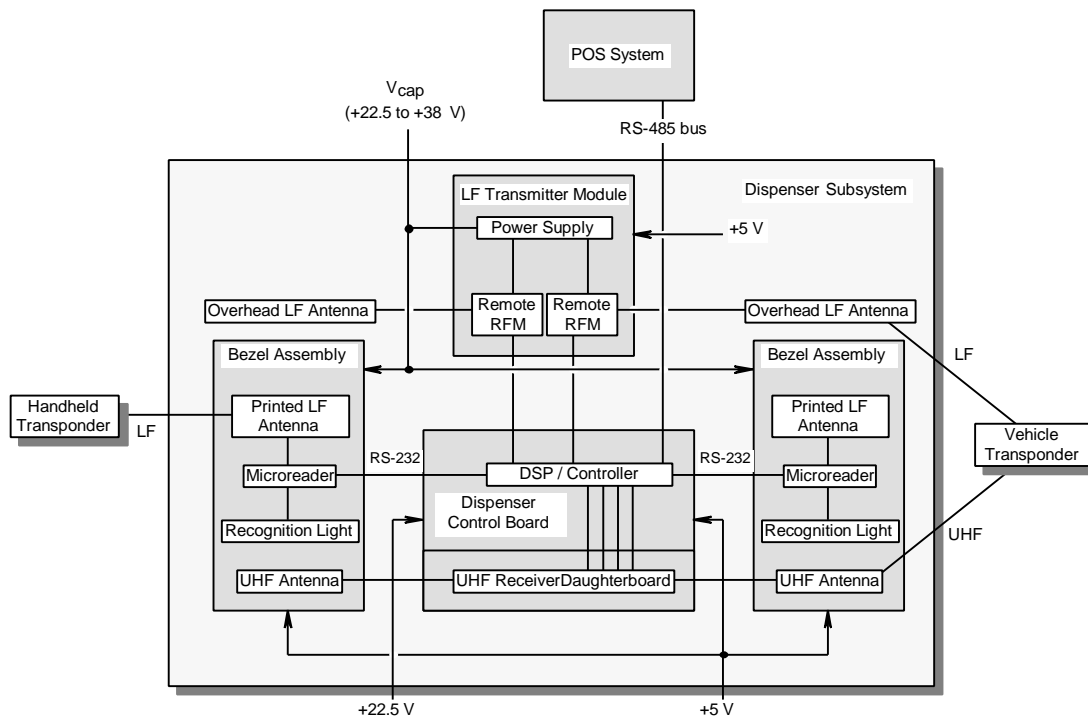 POS System
Vcap
(+22.5 to +38 V)
RS-485 bus
LF Transmitter Module
Dispenser Subsystem
Power Supply
+5 V
Overhead LF Antenna
Remote
RFM
Remote
RFM
Overhead LF Antenna
Bezel Assembly
Bezel Assembly
LF
Handheld
Transponder
LF
Printed LF
Antenna
Printed LF
Antenna
Vehicle
Transponder
RS-232
RS-232
Microreader
DSP / Controller
Microreader
Dispenser
Control Board
Recognition Light
Recognition Light
UHF
UHF Antenna
UHF ReceiverDaughterboard
UHF Antenna
+22.5 V
+5 V